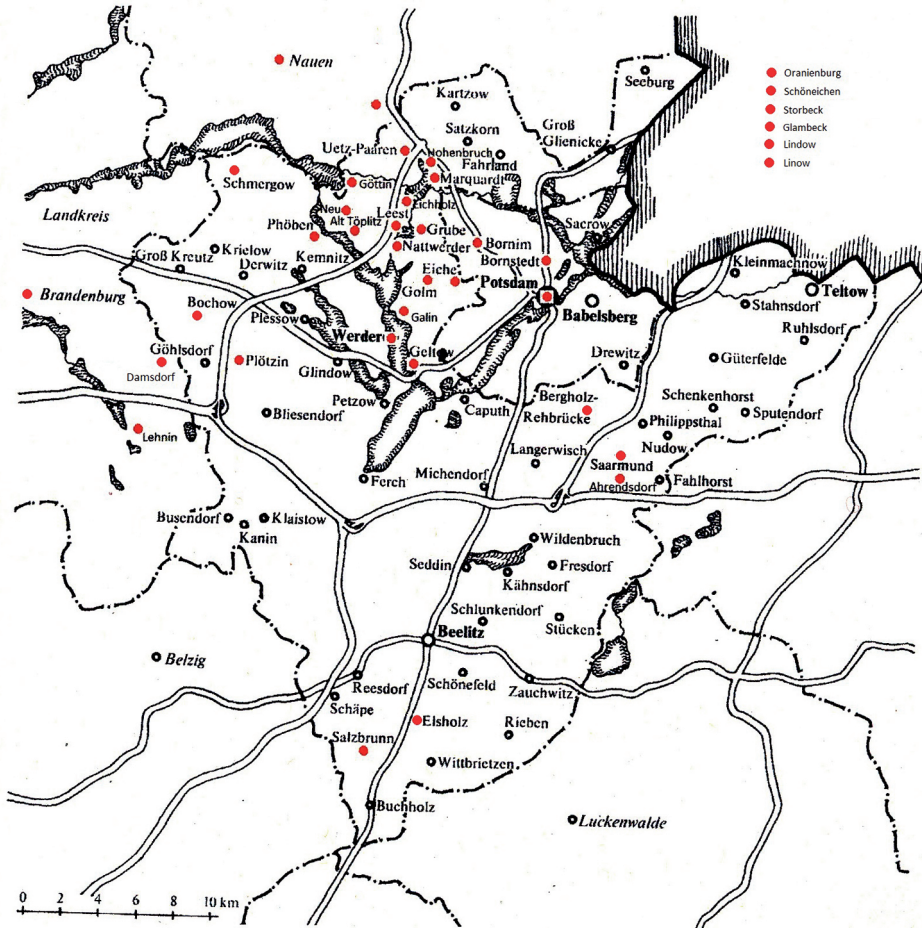 Nauen
Seeburg
Kartzow
Satzkorn
Groß
Glienicke
Oranienburg
Schöneichen
Storbeck
Glambeck
Lindow
Linow
Uetz-Paaren
Hohenbruch
Fahrland
Marquardt
Schmergow
Göttin
Eichholz
Landkreis
Neu
Alt Töplitz
Leest
Phöben
Grube
Nattwerder
Bornim
Bornstedt
Sacrow
Krielow
Groß Kreutz
Derwitz
Kemnitz
Eiche
Golm
Potsdam
Kleinmachnow
Teltow
Brandenburg
Bochow
Plessow
Galin
Babelsberg
Stahnsdorf
Ruhlsdorf
Werder
Göhlsdorf
Damsdorf
Plötzin
Glindow
Geltow
Drewitz
Güterfelde
Petzow
Caputh
Bergholz-
Rehbrücke
Schenkenhorst
Sputendorf
Bliesendorf
Philippsthal
Lehnin
Nudow
Langerwisch
Saarmund
Ferch
Michendorf
Ahrendsdorf
Fahlhorst
Busendorf
Kanin
Klaistow
Wildenbruch
Seddin
Fresdorf
Kähnsdorf
Schlunkendorf
Stücken
Beelitz
Belzig
Reesdorf
Schönefeld
Zauchwitz
Schäpe
Elsholz
Rieben
Salzbrunn
Wittbrietzen
Buchholz
Luckenwalde
0 2 4 6 8 10 km